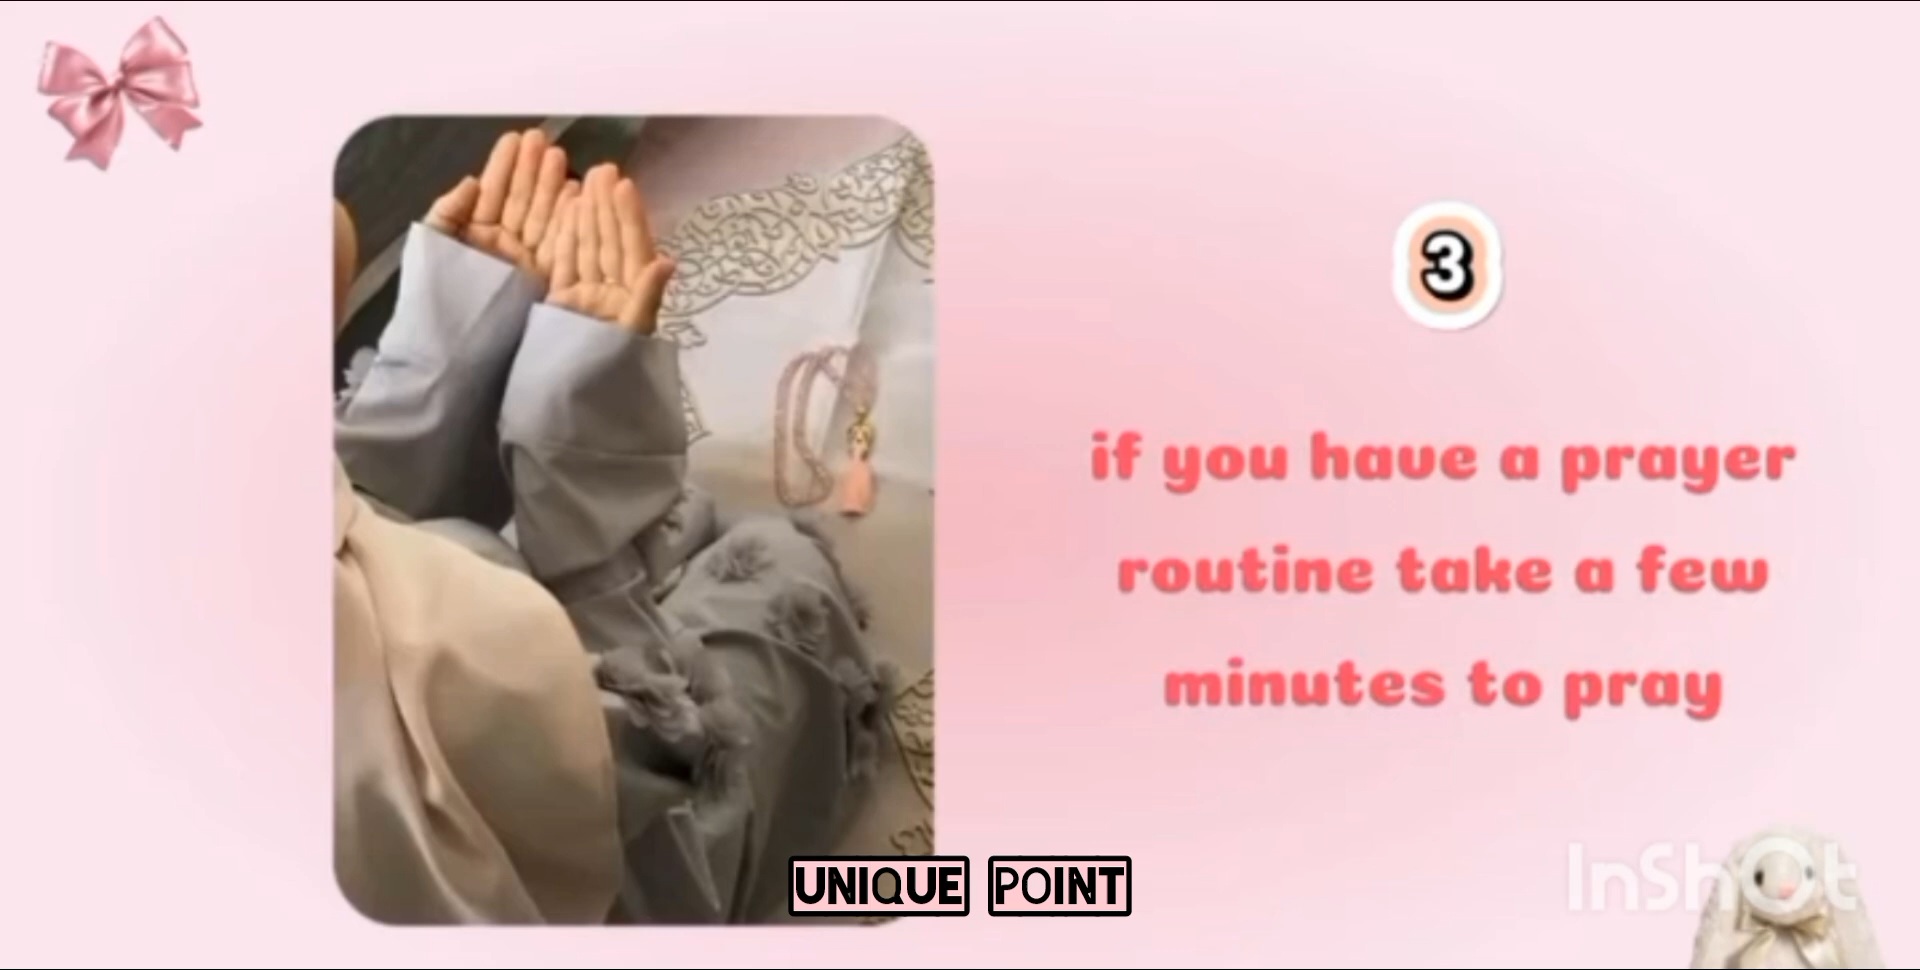 3
if you have a prayer
routine take a few
minutes to pray
UNIQUE POINT
InShOt